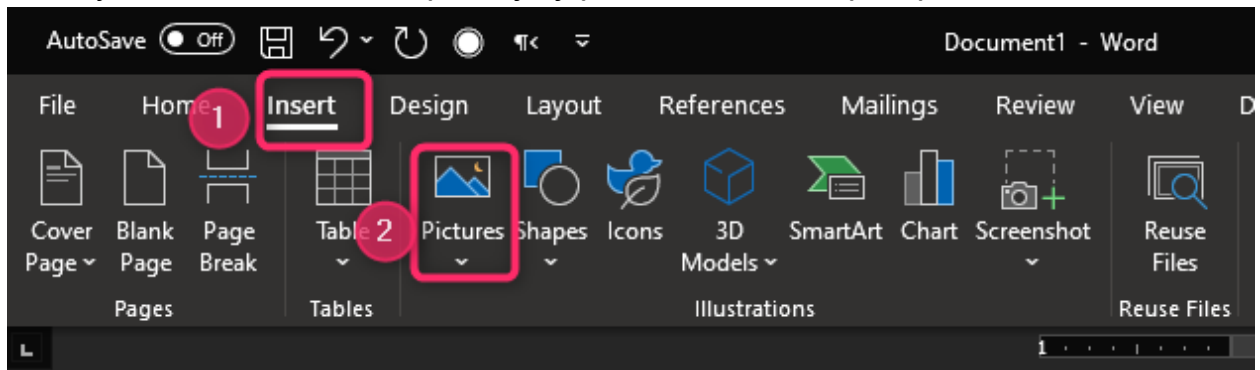 AutoSave Off Document1 - Word
File Home Insert Design Layout References Mailings Review View D
1
Cover Page Blank Page Page Break Table Pictures Shapes Icons 3D Models SmartArt Chart Screenshot Reuse Files
2
Pages Tables Illustrations Reuse Files
L 1